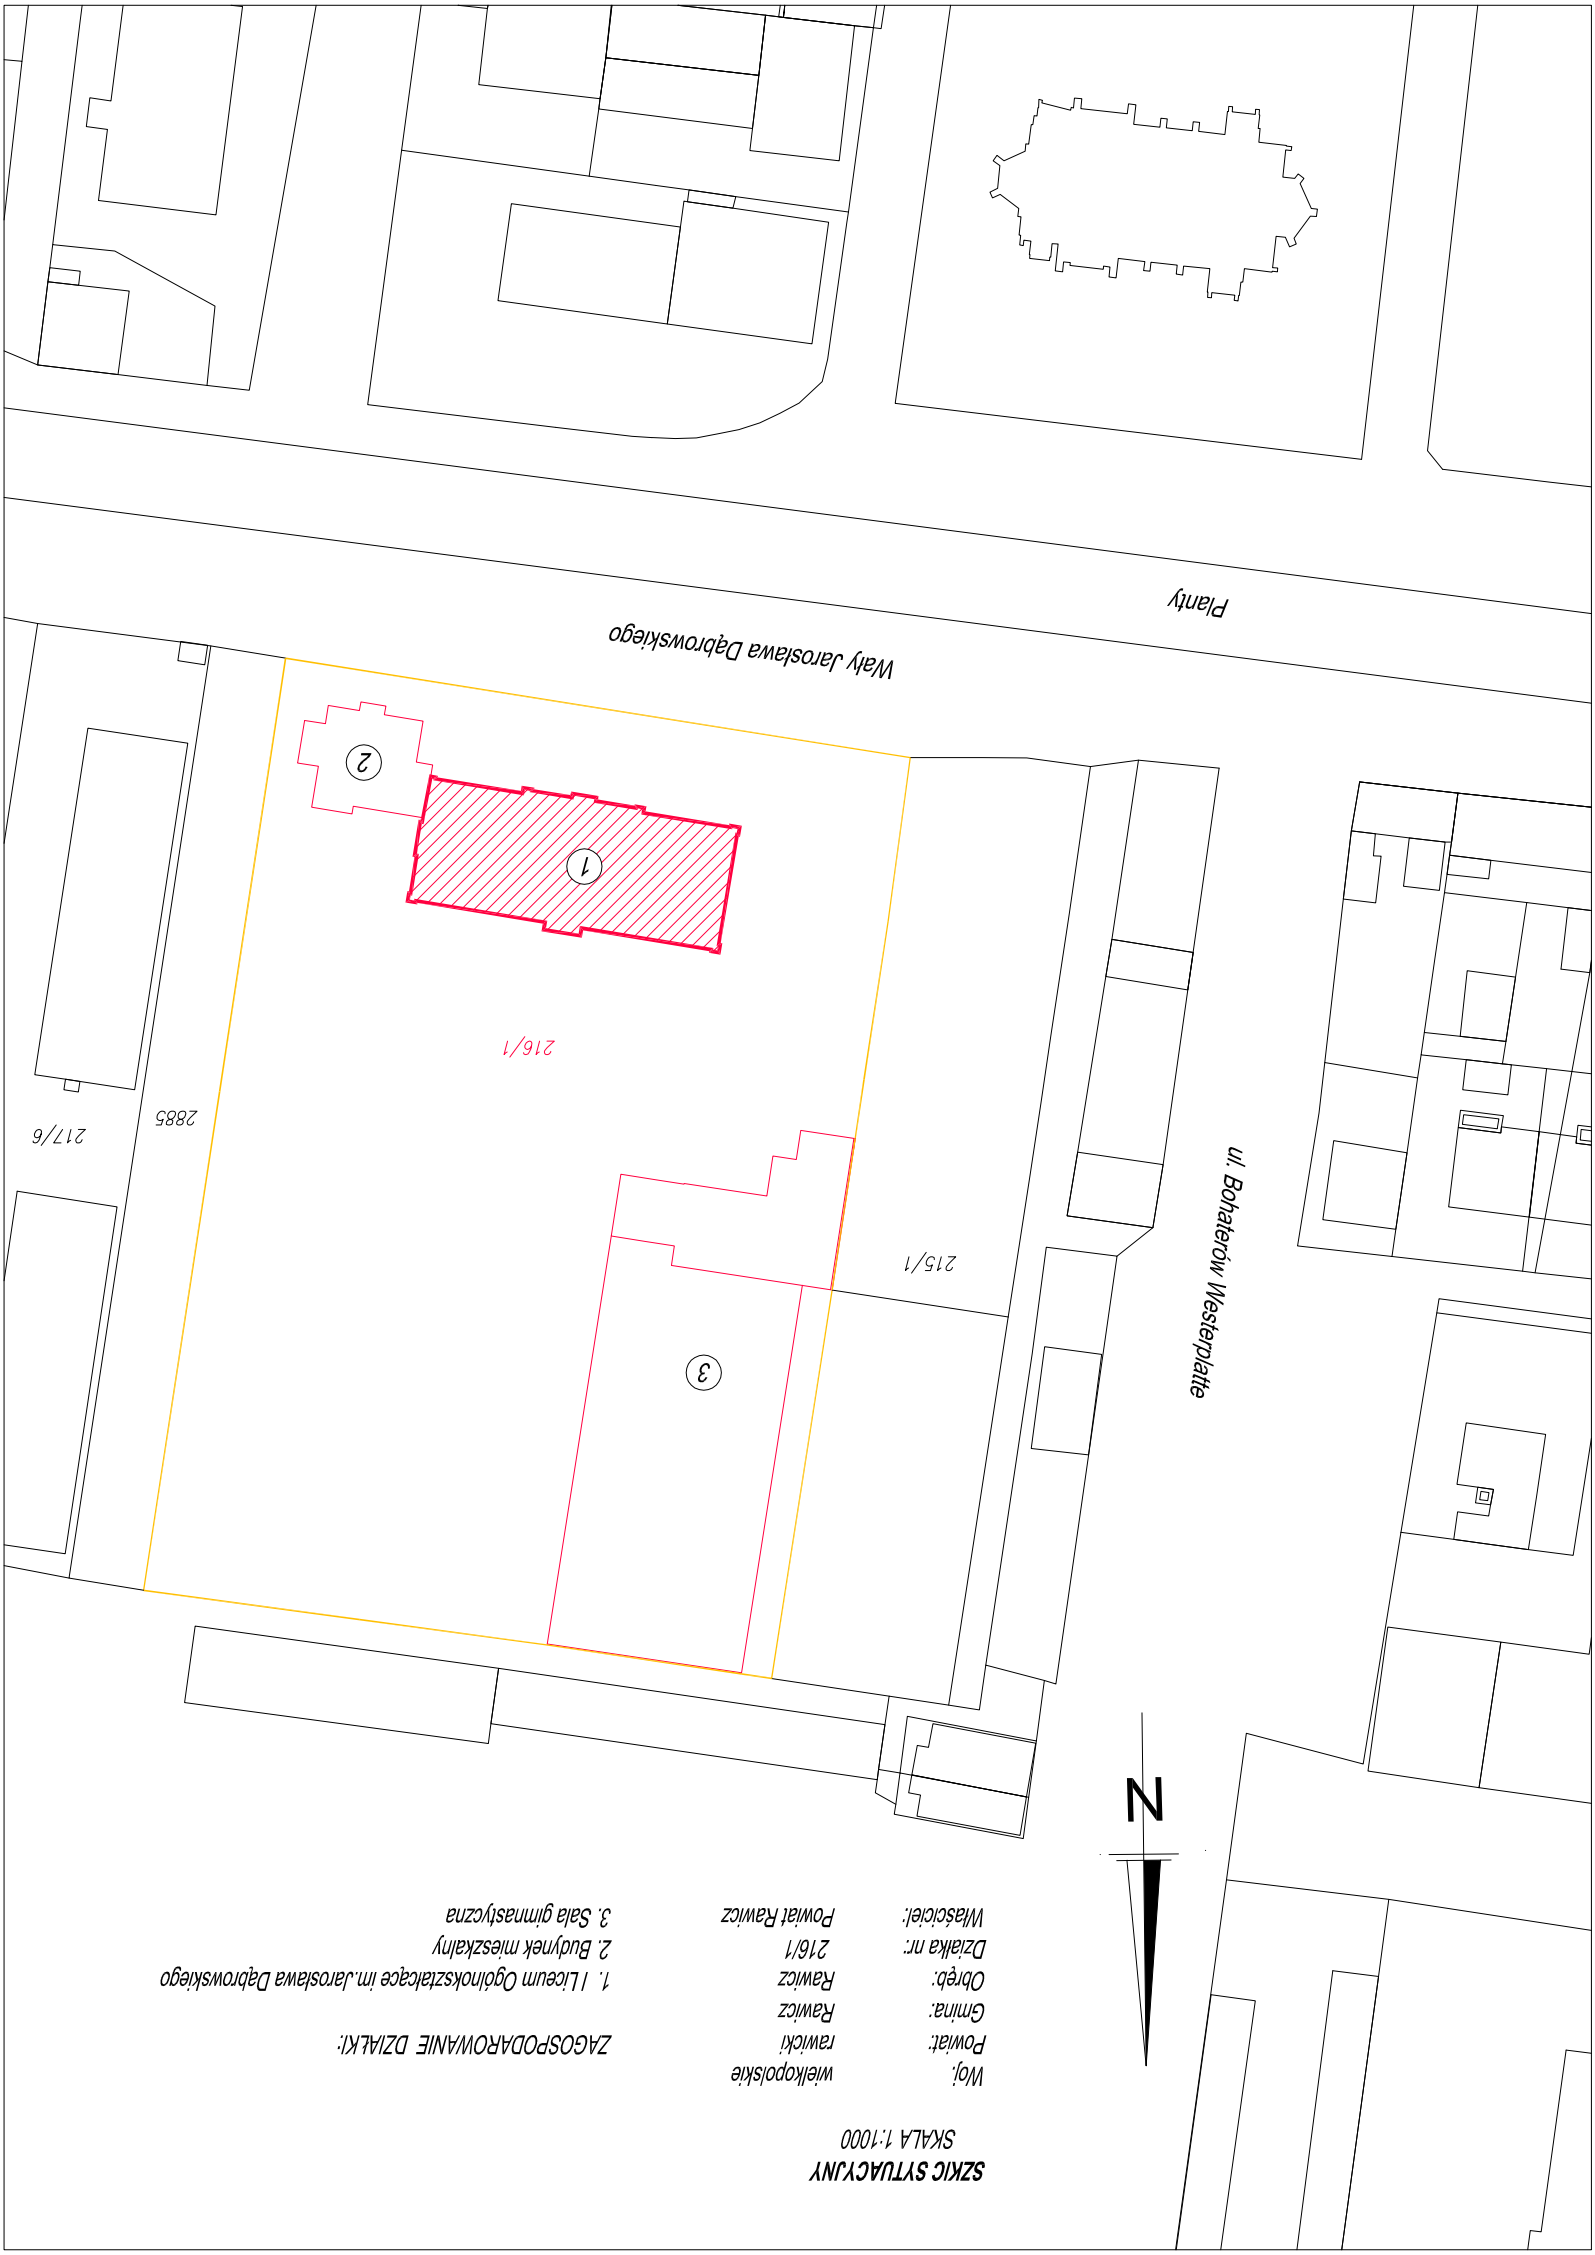 SZKIC SYTUACYJNY
SKALA 1:1000
Woj. wielkopolskie
Powiat: rawicki
Gmina: Rawicz
Obręb: Rawicz
Działka nr: 216/1
Właściciel: Powiat Rawicz
ZAGOSPODAROWANIE DZIAŁKI:
1. I Liceum Ogólnokształcące im.Jarosława Dąbrowskiego
2. Budynek mieszkalny
3. Sala gimnastyczna
N
ul. Bohaterów Westerplatte
3
215/1
217/6
2885
216/1
1
2
Wały Jarosława Dąbrowskiego
Planty